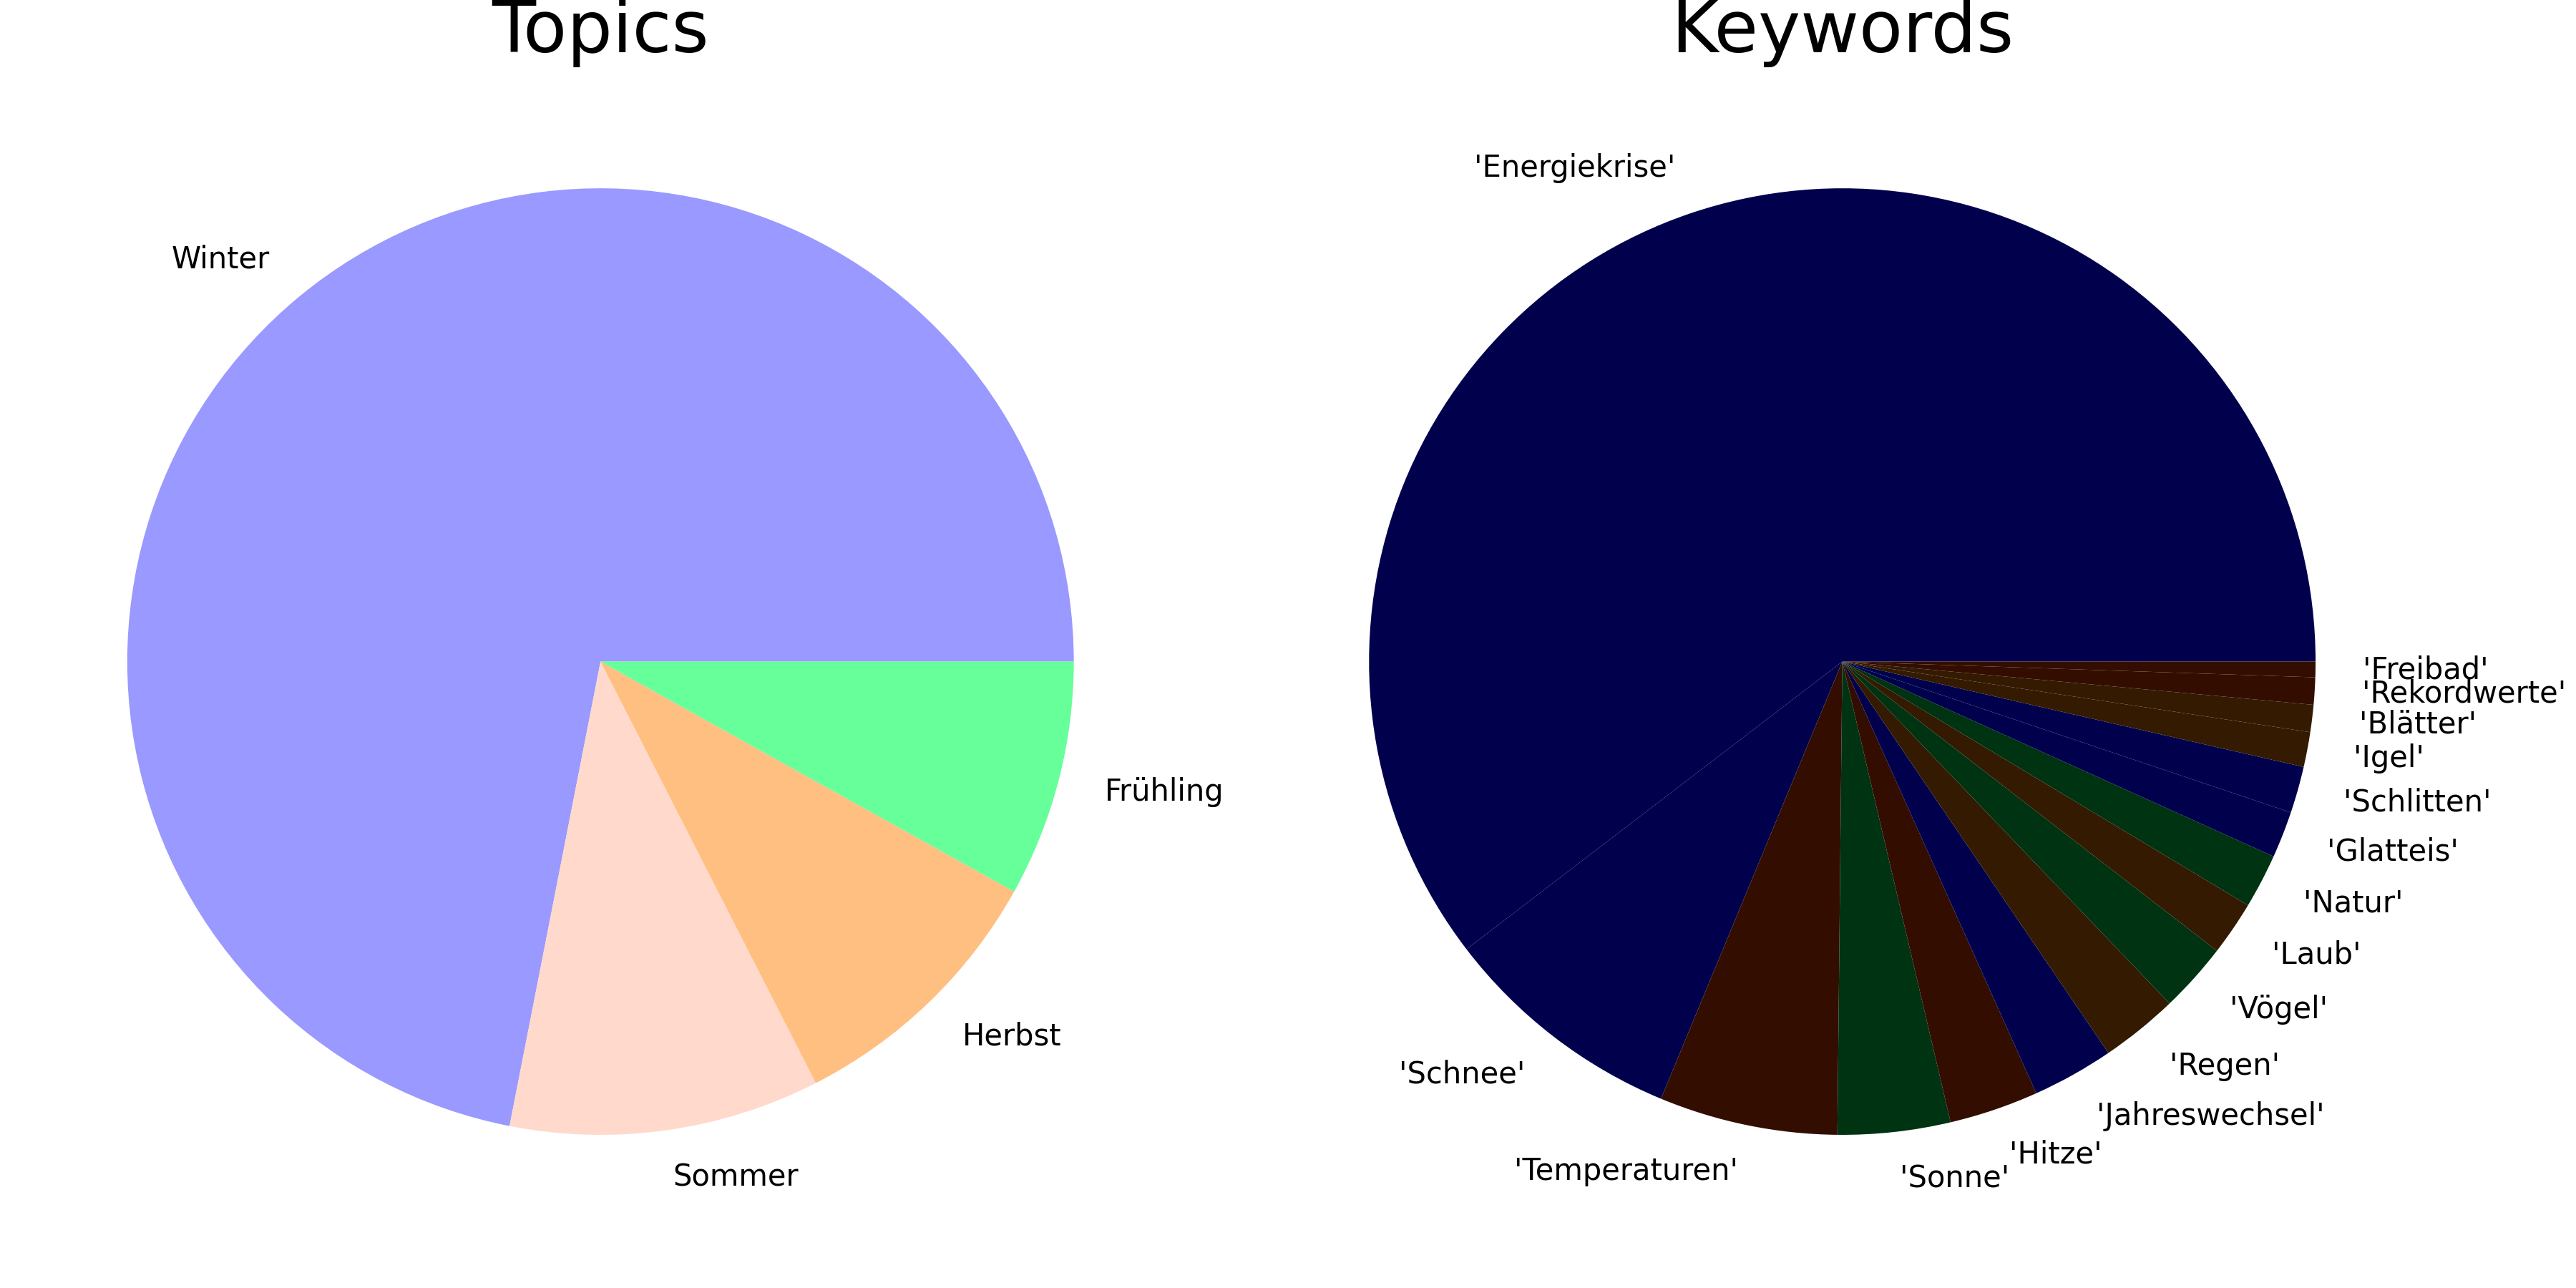 Topics
Winter
Frühling
Herbst
Sommer
Keywords
'Energiekrise'
'Freibad'
'Rekordwerte'
'Blätter'
'Igel'
'Schlitten'
'Glatteis'
'Natur'
'Laub'
'Vögel'
'Regen'
'Jahreswechsel'
'Hitze'
'Sonne'
'Temperaturen'
'Schnee'